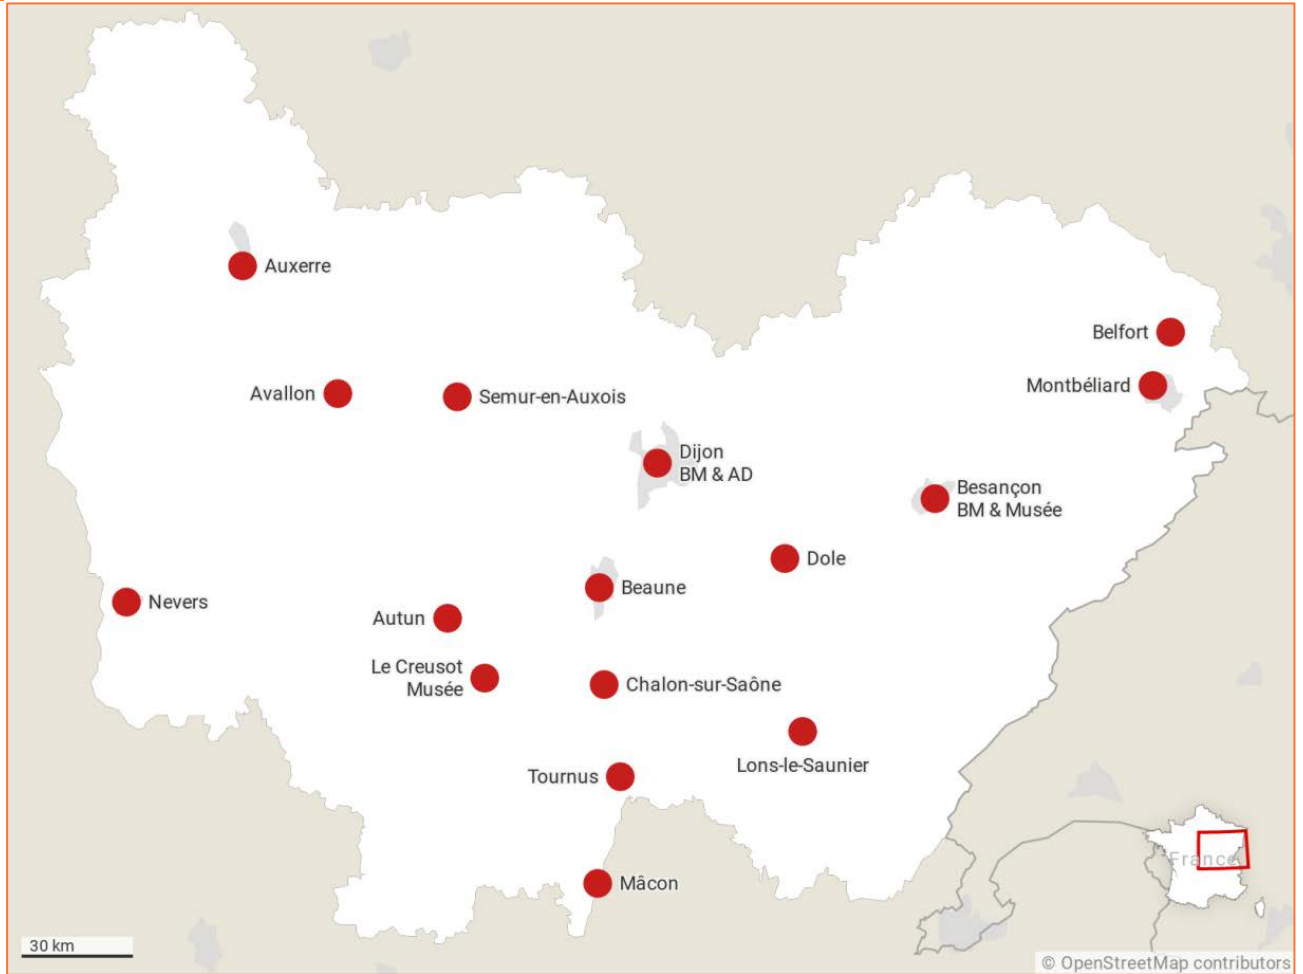 Auxerre
Belfort
Montbéliard
Avallon
Semur-en-Auxois
Dijon
BM & AD
Besançon
BM & Musée
Dole
Beaune
Nevers
Autun
Le Creusot
Musée
Chalon-sur-Saône
Lons-le-Saunier
Tournus
France
Mâcon
30 km
© OpenStreetMap contributors